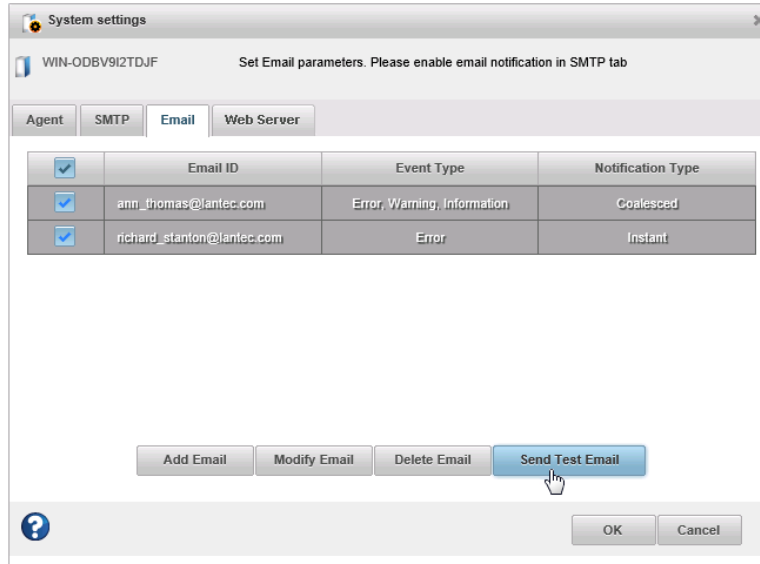 System settings
WIN-ODBV9I2TDJF Set Email parameters. Please enable email notification in SMTP tab
Agent SMTP Email Web Server
Email ID Event Type Notification Type
ann_thomas@lantec.com Error, Warning, Information Coalesced
richard_stanton@lantec.com Error Instant
Add Email Modify Email Delete Email Send Test Email
? OK Cancel